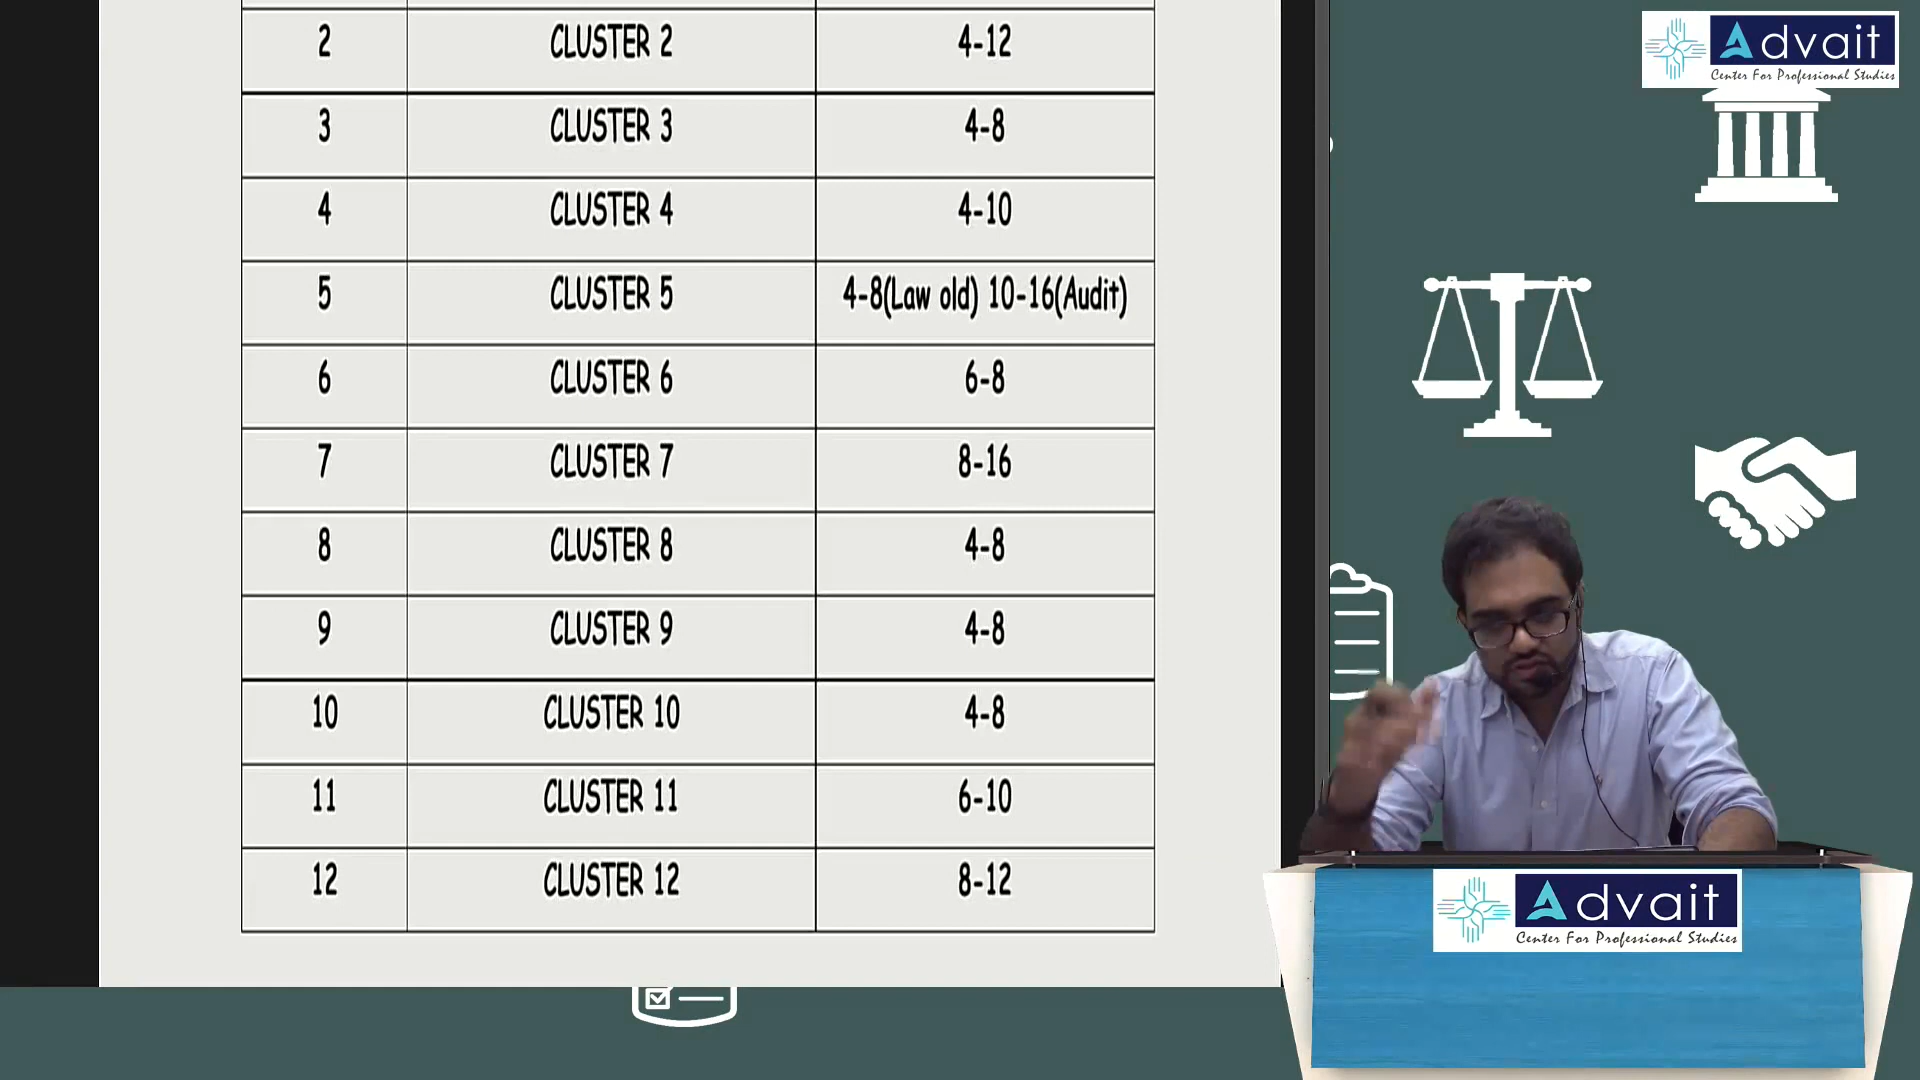 2 CLUSTER 2 4-12
3 CLUSTER 3 4-8
4 CLUSTER 4 4-10
5 CLUSTER 5 4-8(Law old) 10-16(Audit)
6 CLUSTER 6 6-8
7 CLUSTER 7 8-16
8 CLUSTER 8 4-8
9 CLUSTER 9 4-8
10 CLUSTER 10 4-8
11 CLUSTER 11 6-10
12 CLUSTER 12 8-12
Advait
Center For Professional Studies
Advait
Center For Professional Studies